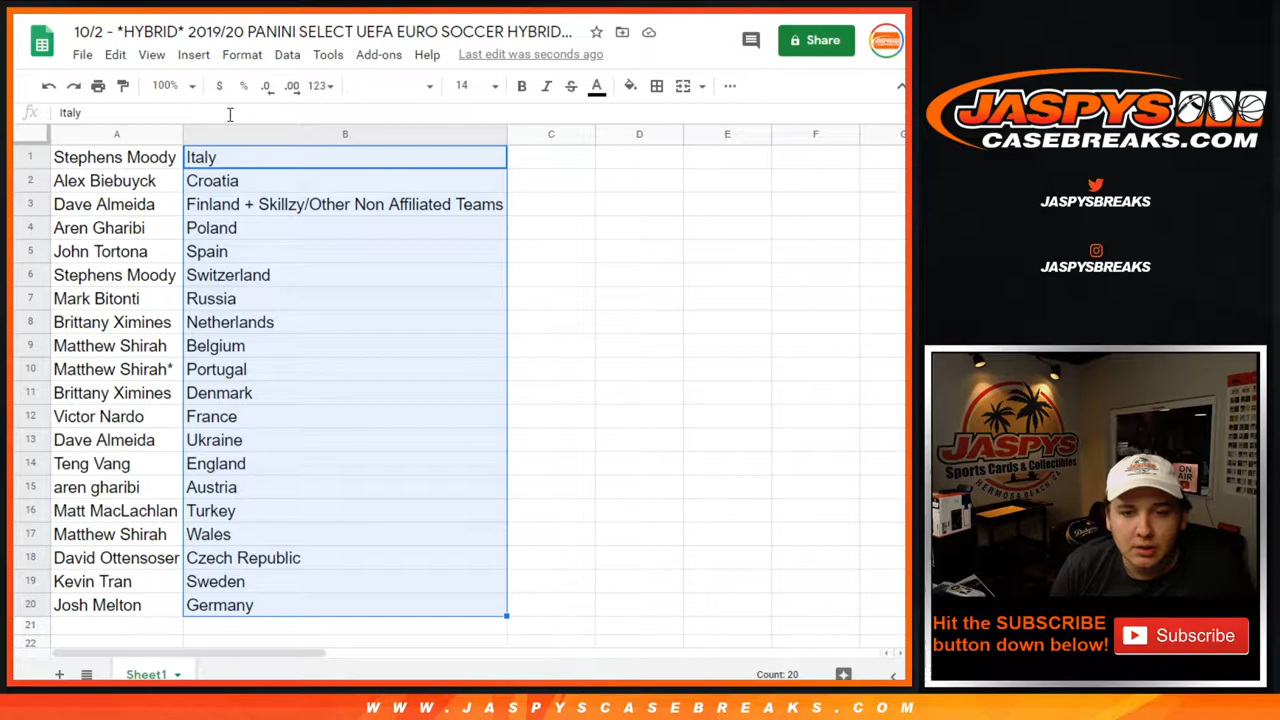 10/2 - *HYBRID* 2019/20 PANINI SELECT UEFA EURO SOCCER HYBRID...
File Edit View Insert Format Data Tools Add-ons Help Last edit was seconds ago
Share
100% $ % .0 .00 123 14 B I S A
fx Italy
A B C D E F G
1 Stephens Moody Italy
2 Alex Biebuyck Croatia
3 Dave Almeida Finland + Skillzy/Other Non Affiliated Teams
4 Aren Gharibi Poland
5 John Tortona Spain
6 Stephens Moody Switzerland
7 Mark Bitonti Russia
8 Brittany Ximines Netherlands
9 Matthew Shirah Belgium
10 Matthew Shirah* Portugal
11 Brittany Ximines Denmark
12 Victor Nardo France
13 Dave Almeida Ukraine
14 Teng Vang England
15 aren gharibi Austria
16 Matt MacLachlan Turkey
17 Matthew Shirah Wales
18 David Ottensoser Czech Republic
19 Kevin Tran Sweden
20 Josh Melton Germany
21
22
Sheet1 Count: 20
JASPYS
CASEBREAKS.COM
JASPYSBREAKS
JASPYSBREAKS
JASPYS
Sports Cards & Collectibles
HERMOSA BEACH, CA
ON
AIR
Hit the SUBSCRIBE
button down below!
Subscribe
WWW.JASPYSCASEBREAKS.COM